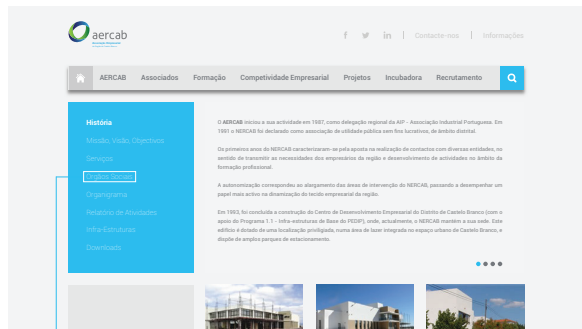 aercab
Contacte-nos | Informações
AERCAB Associados Formação Competividade Empresarial Projetos Incubadora Recrutamento
História
Missão, Visão, Objectivos
Serviços
Orgãos Sociais
Organigrama
Relatório de Atividades
Infra-Estruturas
Downloads
O AERCAB iniciou a sua actividade em 1987, como delegação regional da AIP - Associação Industrial Portuguesa. Em
1991 o NERCAB foi declarado como associação de utilidade pública sem fins lucrativos, de âmbito distrital.
Os primeiros anos do NERCAB caracterizaram-se pela aposta na realização de contactos com diversas entidades, no
sentido de transmitir as necessidades dos empresários da região e desenvolvimento de actividades no âmbito da
formação profissional.
A autonomização correspondeu ao alargamento das áreas de intervenção do NERCAB, passando a desempenhar um
papel mais activo na dinamização do tecido empresarial da região.
Em 1993, foi concluída a construção do Centro de Desenvolvimento Empresarial do Distrito de Castelo Branco (com o
apoio do Programa 1.1 - Infra-estruturas de Base do PEDIP), onde, actualmente, o NERCAB mantém a sua sede. Este
edifício é dotado de uma localização priviligiada, numa área de lazer integrada no espaço urbano de Castelo Branco, e
dispõe de amplos parques de estacionamento.